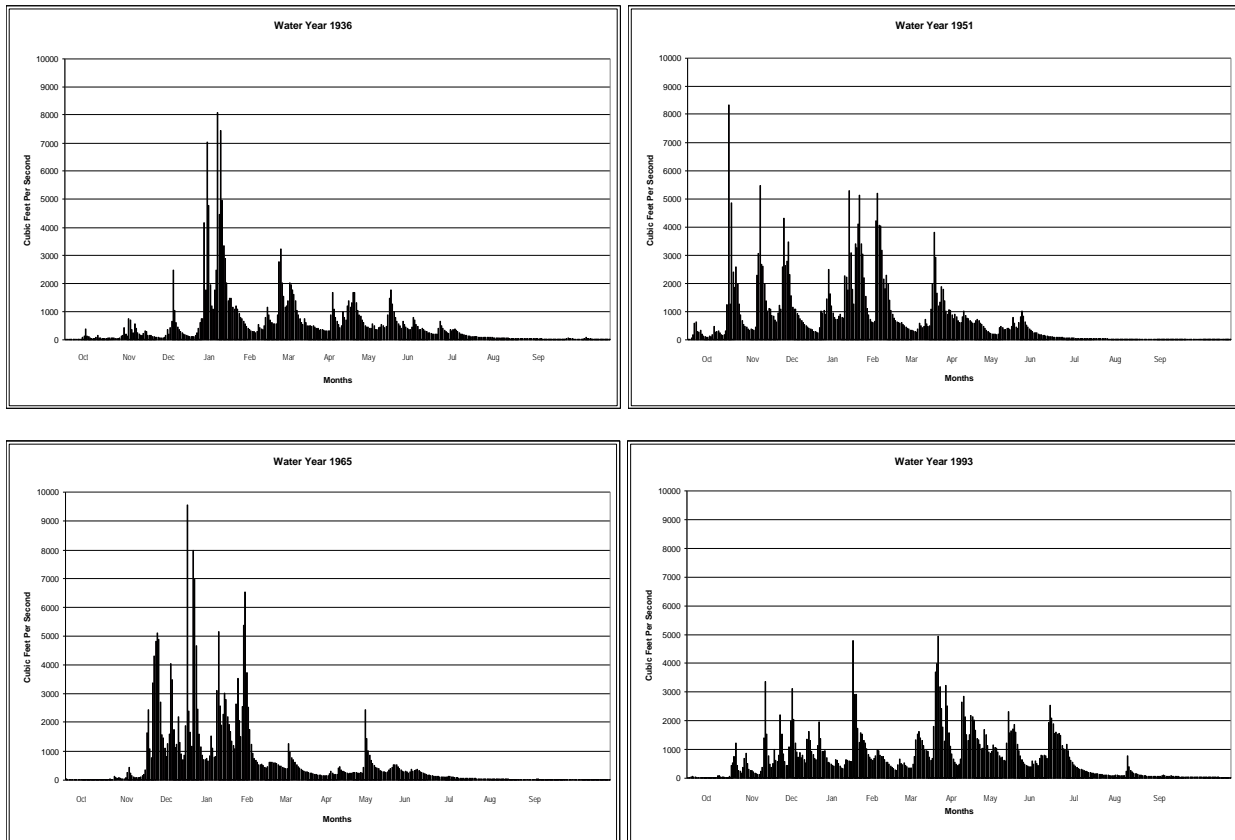 Water Year 1936
10000
9000
8000
7000
6000
5000
4000
3000
2000
1000
0
Cubic Feet Per Second
Oct Nov Dec Jan Feb Mar Apr May Jun Jul Aug Sep
Months
Water Year 1951
10000
9000
8000
7000
6000
5000
4000
3000
2000
1000
0
Cubic Feet Per Second
Oct Nov Dec Jan Feb Mar Apr May Jun Jul Aug Sep
Months
Water Year 1965
10000
9000
8000
7000
6000
5000
4000
3000
2000
1000
0
Cubic Feet Per Second
Oct Nov Dec Jan Feb Mar Apr May Jun Jul Aug Sep
Months
Water Year 1993
10000
9000
8000
7000
6000
5000
4000
3000
2000
1000
0
Cubic Feet Per Second
Oct Nov Dec Jan Feb Mar Apr May Jun Jul Aug Sep
Months